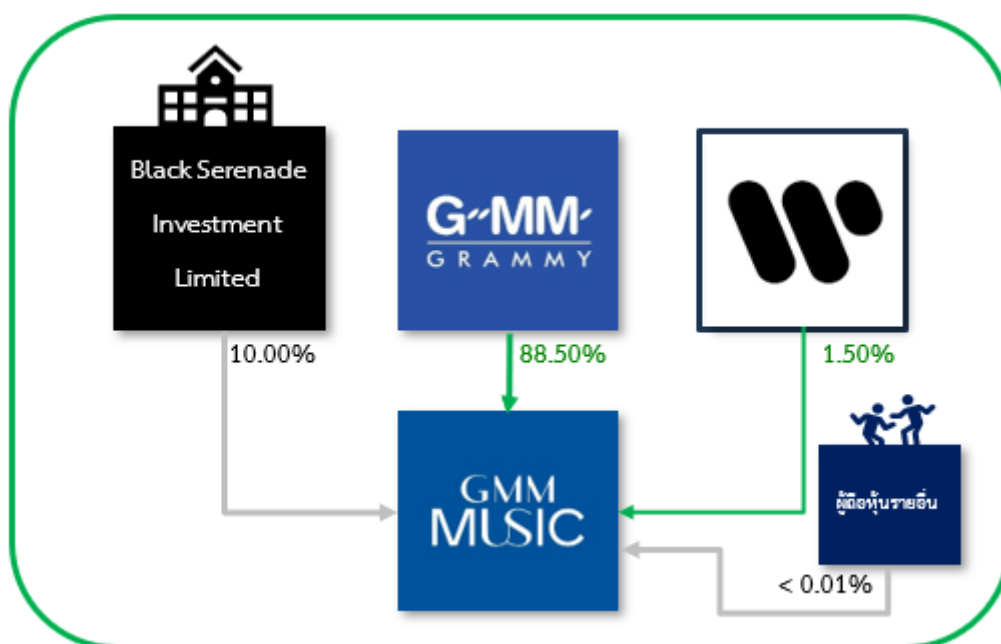 Black Serenade
Investment
Limited
G MM
GRAMMY
10.00%
88.50%
1.50%
GMM
MUSIC
ผู้ถือหุ้นรายอื่น
< 0.01%